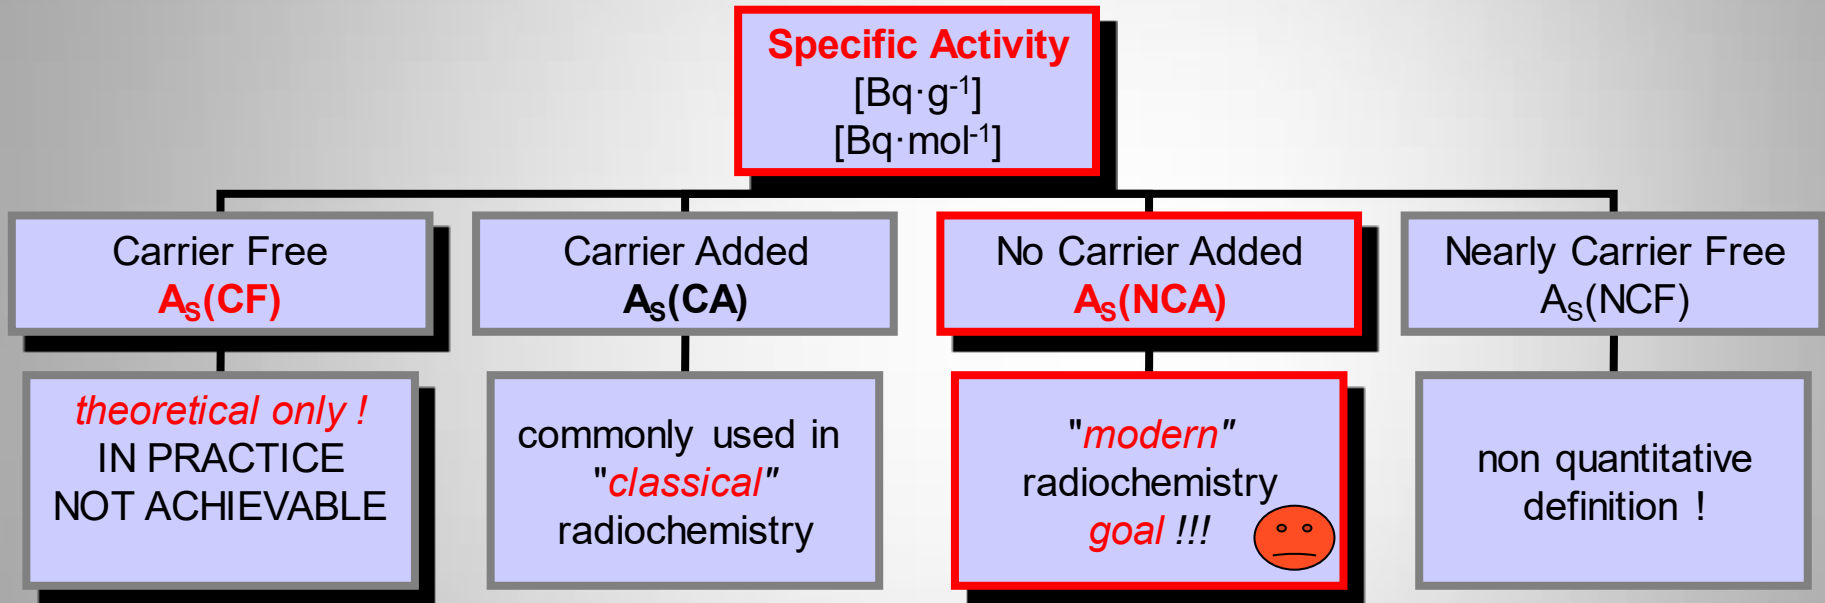 Specific Activity
[Bq·g⁻¹]
[Bq·mol⁻¹]
Carrier Free
Aₛ(CF)
Carrier Added
Aₛ(CA)
No Carrier Added
Aₛ(NCA)
Nearly Carrier Free
Aₛ(NCF)
theoretical only !
IN PRACTICE
NOT ACHIEVABLE
commonly used in
"classical"
radiochemistry
"modern"
radiochemistry
goal !!!
non quantitative
definition !